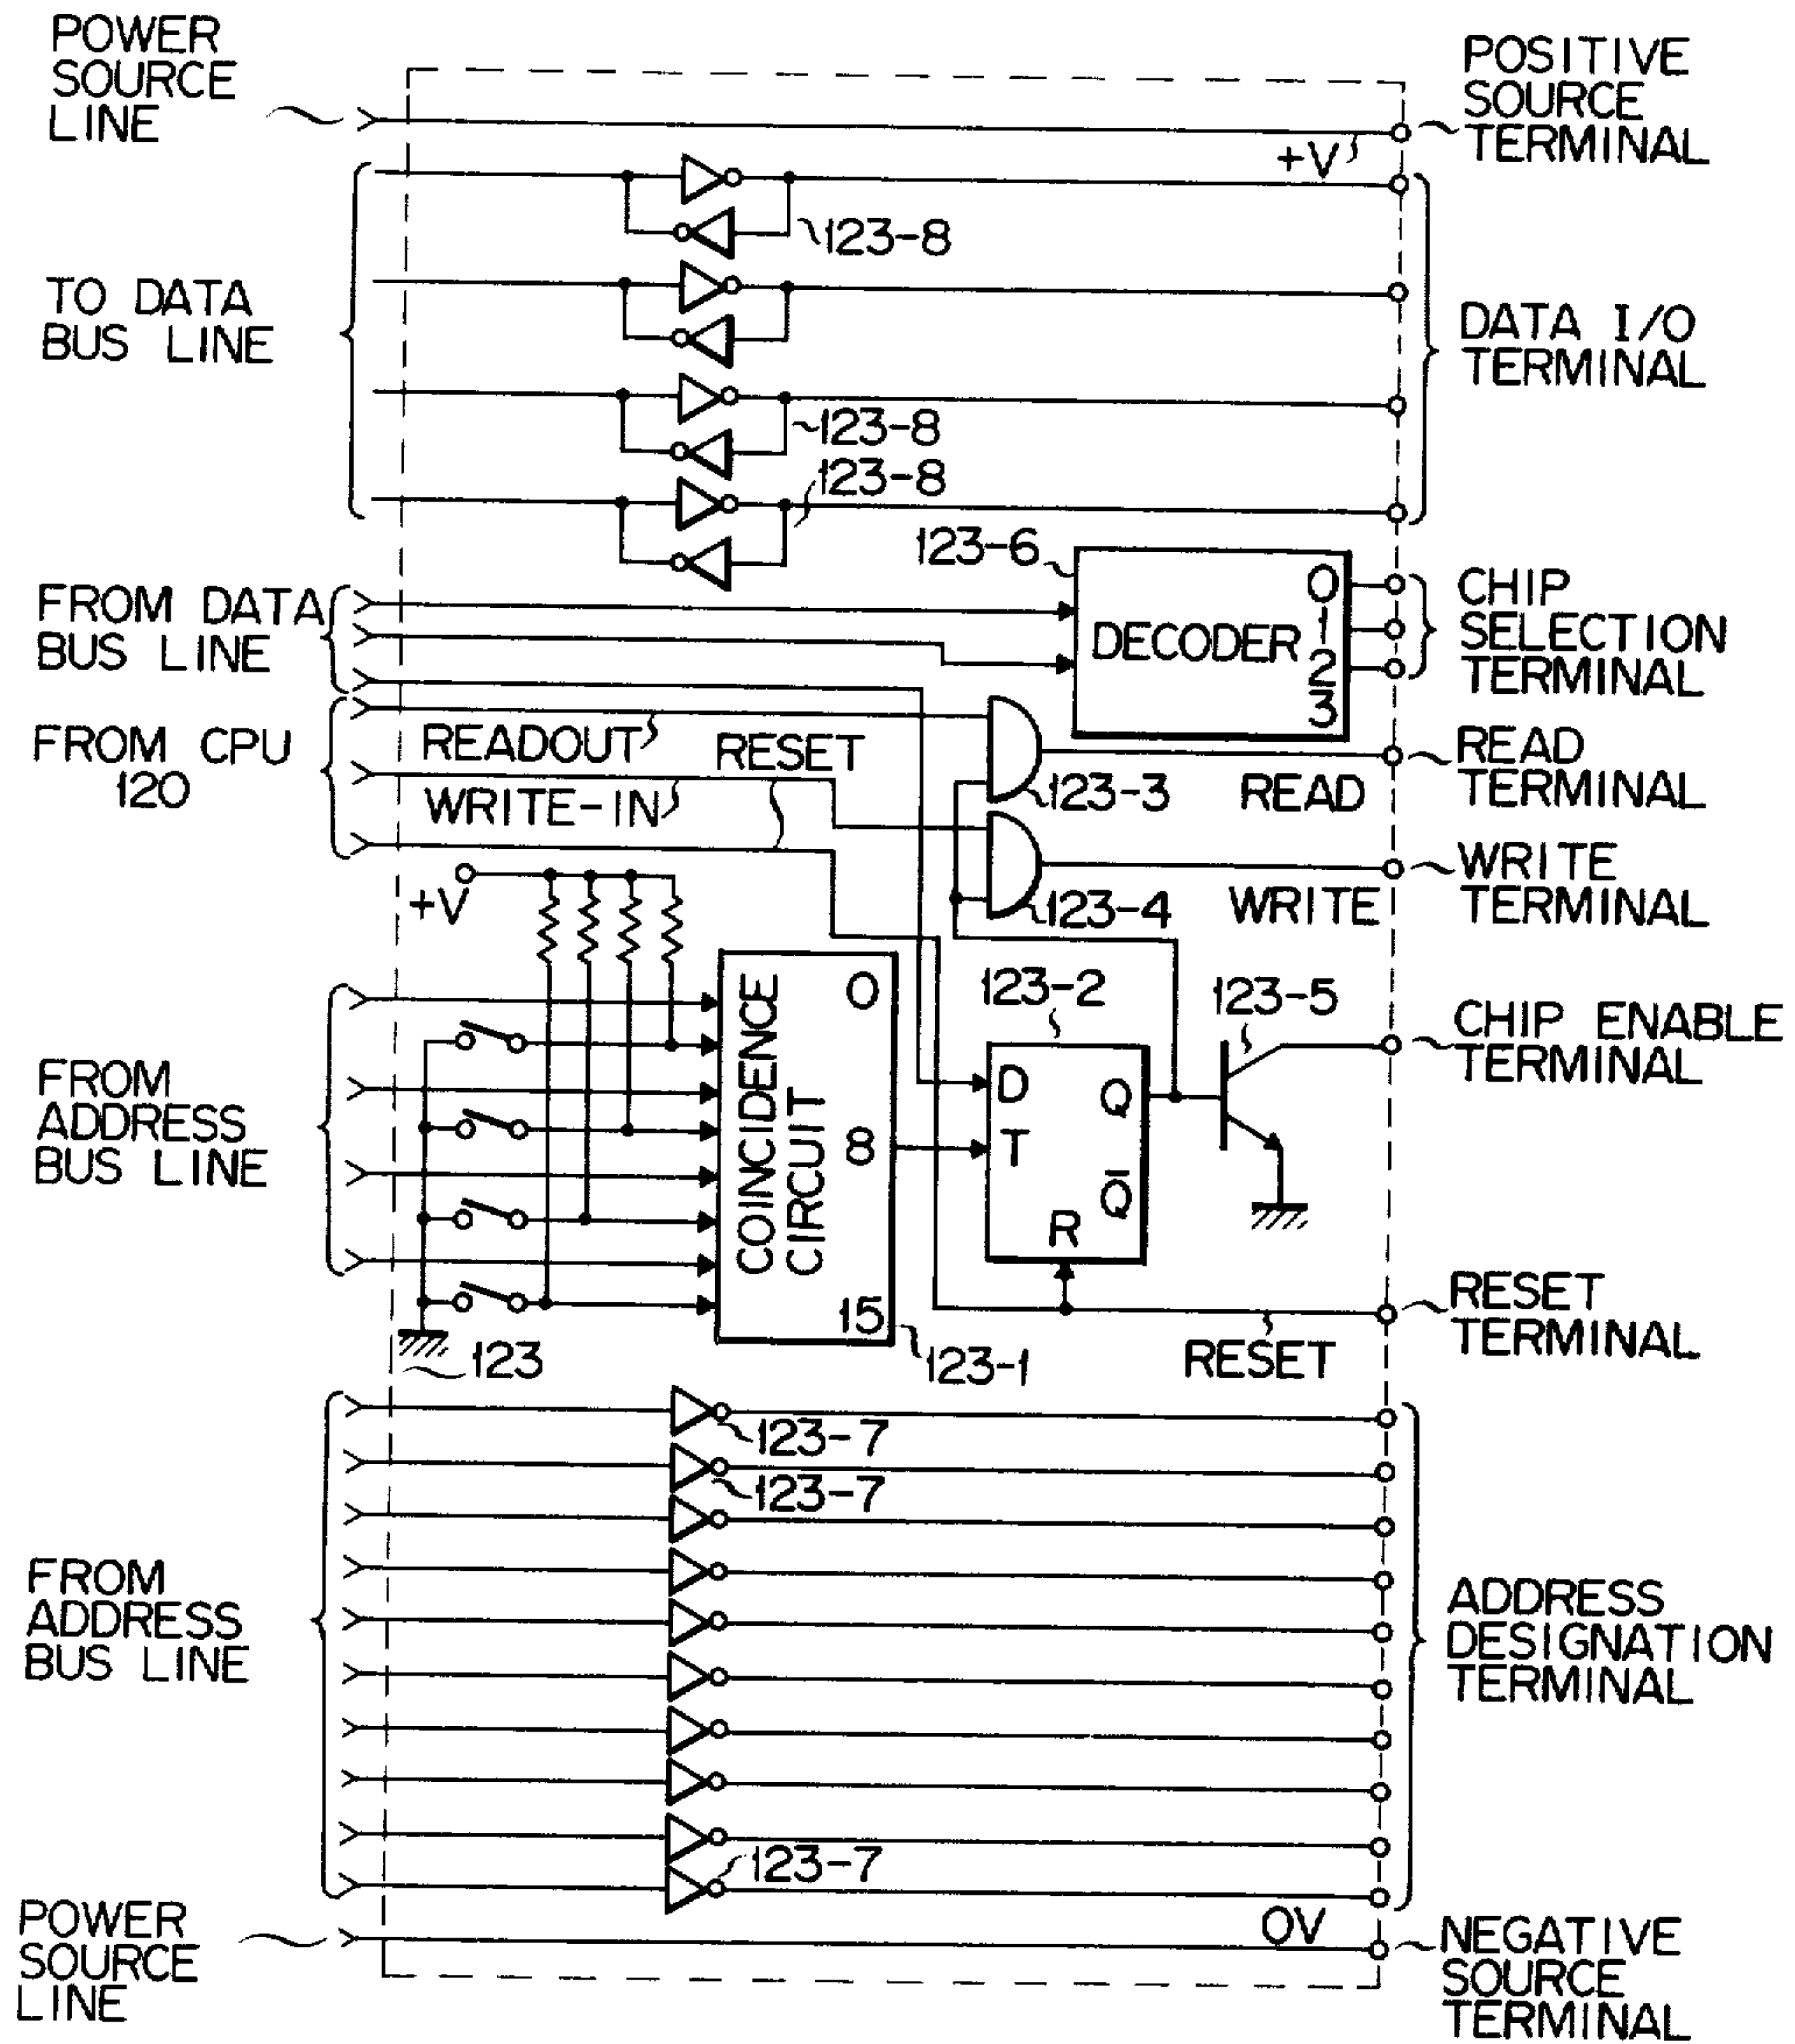 POWER
SOURCE
LINE
POSITIVE
SOURCE
TERMINAL
+V
123-8
TO DATA
BUS LINE
DATA I/O
TERMINAL
123-8
123-8
123-6
FROM DATA
BUS LINE
DECODER
0
1
2
3
CHIP
SELECTION
TERMINAL
FROM CPU
120
READOUT
RESET
WRITE-IN
123-3
READ
READ
TERMINAL
+V
123-4
WRITE
WRITE
TERMINAL
FROM
ADDRESS
BUS LINE
COINCIDENCE
CIRCUIT
0
8
15
123-2
123-5
D
T
Q
Q̄
R
CHIP ENABLE
TERMINAL
RESET
TERMINAL
123
123-1
RESET
123-7
123-7
FROM
ADDRESS
BUS LINE
ADDRESS
DESIGNATION
TERMINAL
123-7
POWER
SOURCE
LINE
0V
NEGATIVE
SOURCE
TERMINAL